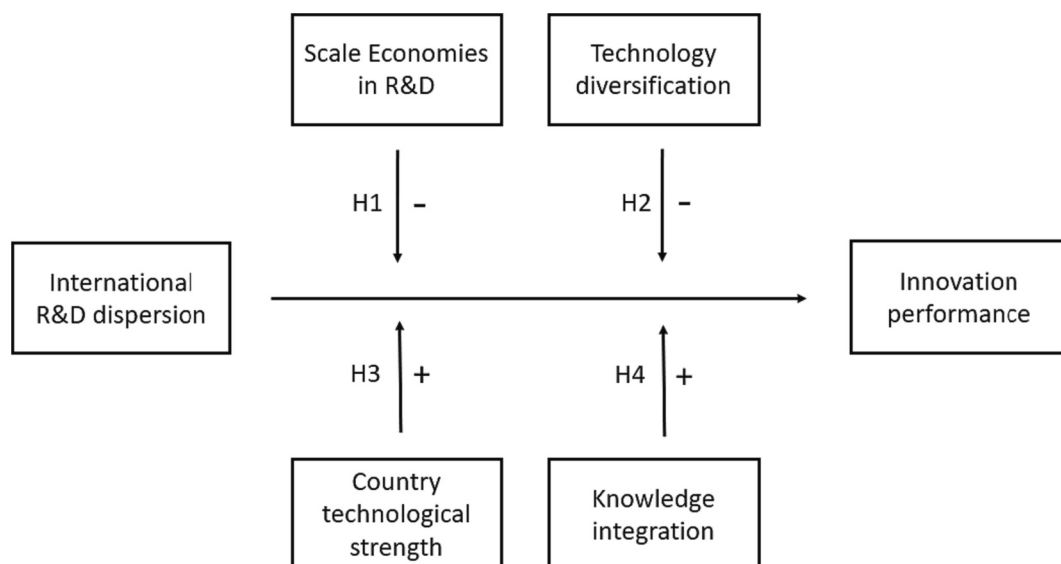 Scale Economies
in R&D
Technology
diversification
H1
-
H2
-
International
R&D dispersion
Innovation
performance
H3
+
H4
+
Country
technological
strength
Knowledge
integration